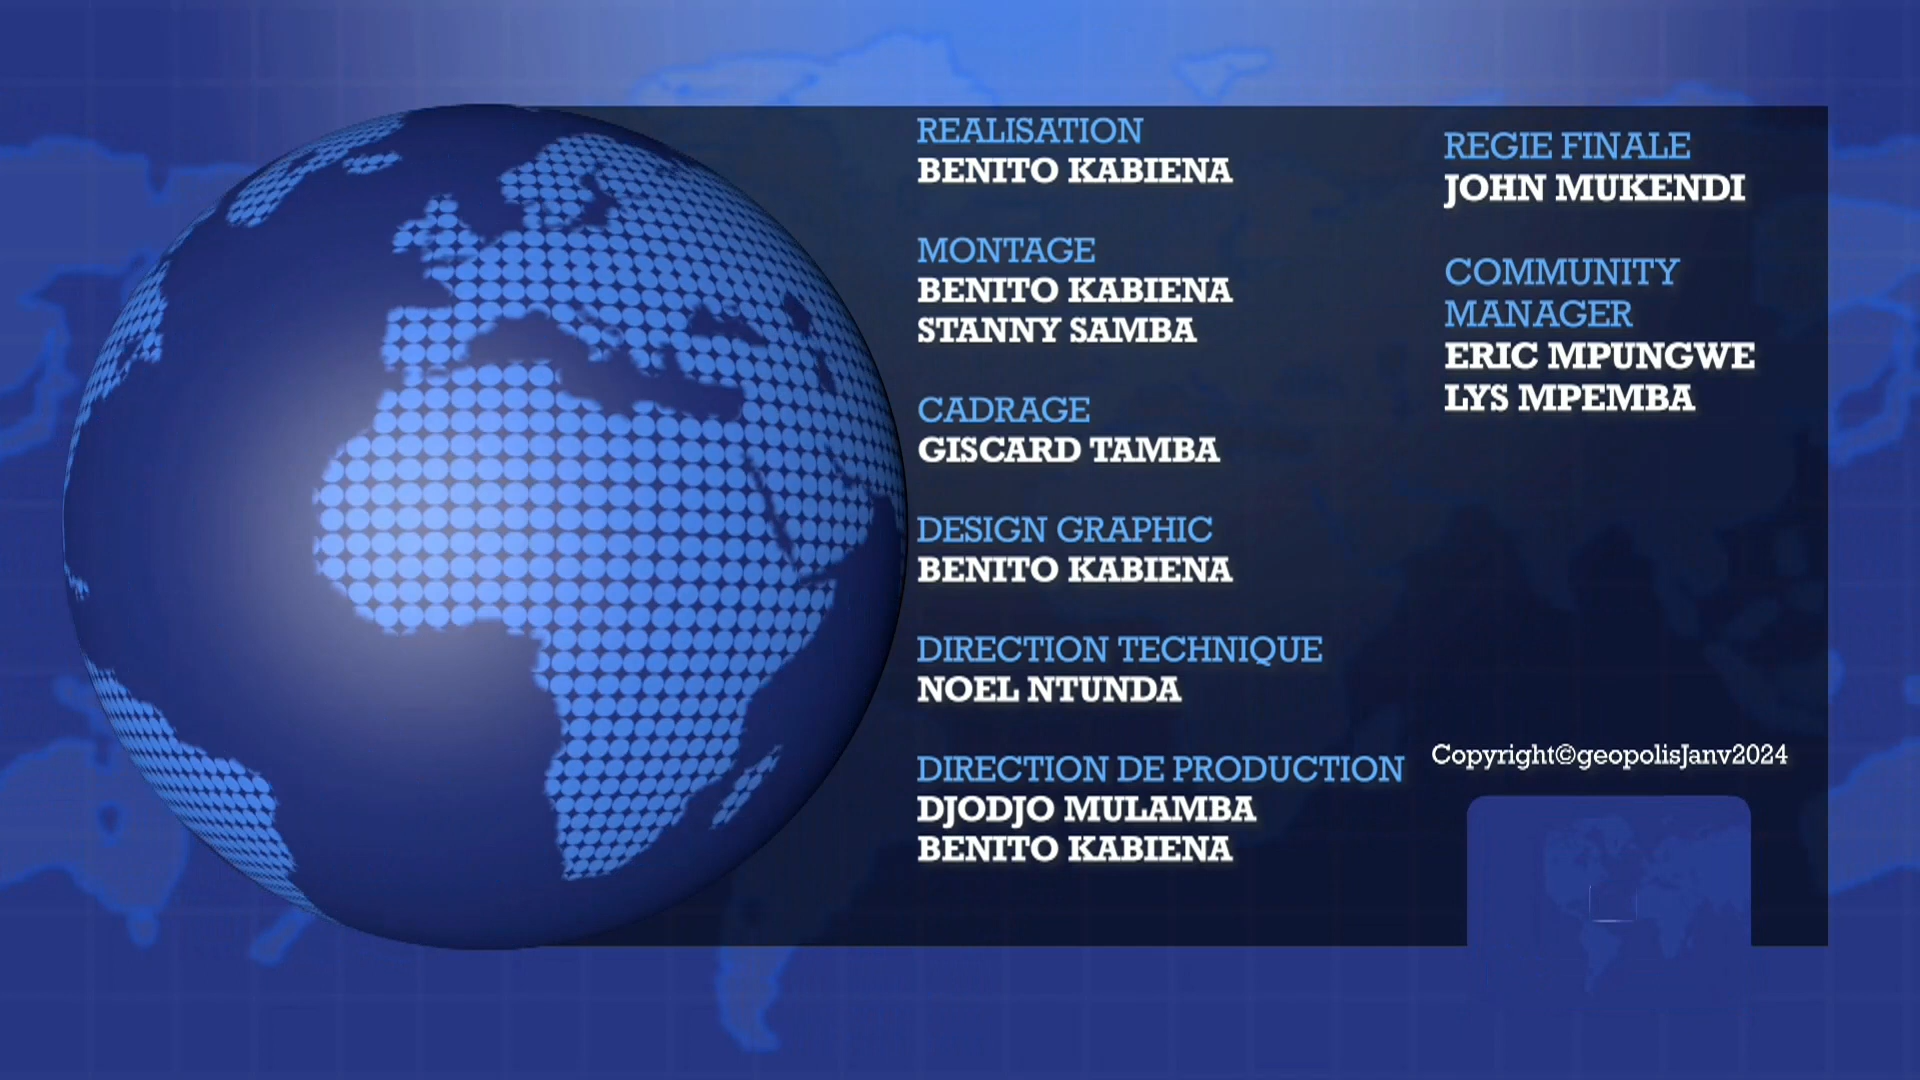 REALISATION
BENITO KABIENA
MONTAGE
BENITO KABIENA
STANNY SAMBA
CADRAGE
GISCARD TAMBA
DESIGN GRAPHIC
BENITO KABIENA
DIRECTION TECHNIQUE
NOEL NTUNDA
DIRECTION DE PRODUCTION
DJODJO MULAMBA
BENITO KABIENA
REGIE FINALE
JOHN MUKENDI
COMMUNITY
MANAGER
ERIC MPUNGWE
LYS MPEMBA
Copyright©geopolisJanv2024